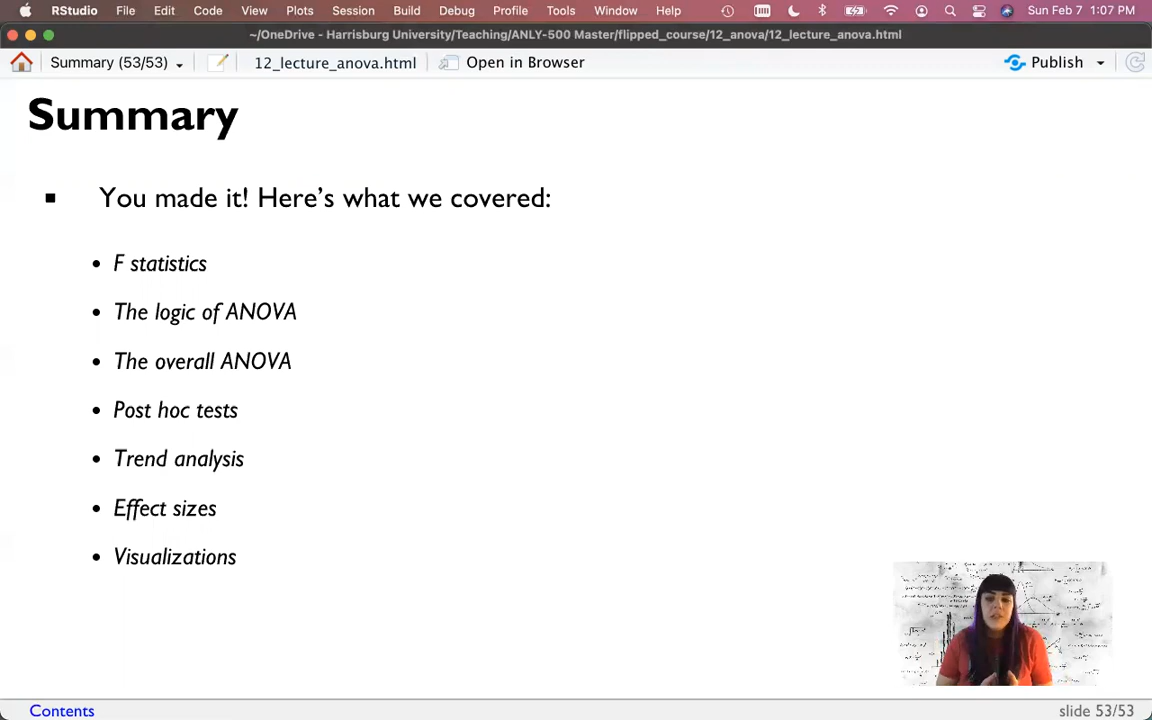 RStudio File Edit Code View Plots Session Build Debug Profile Tools Window Help Sun Feb 7 1:07 PM
~/OneDrive - Harrisburg University/Teaching/ANLY-500 Master/flipped_course/12_anova/12_lecture_anova.html
Summary (53/53) 12_lecture_anova.html Open in Browser Publish
Summary
You made it! Here's what we covered:
F statistics
The logic of ANOVA
The overall ANOVA
Post hoc tests
Trend analysis
Effect sizes
Visualizations
Contents slide 53/53